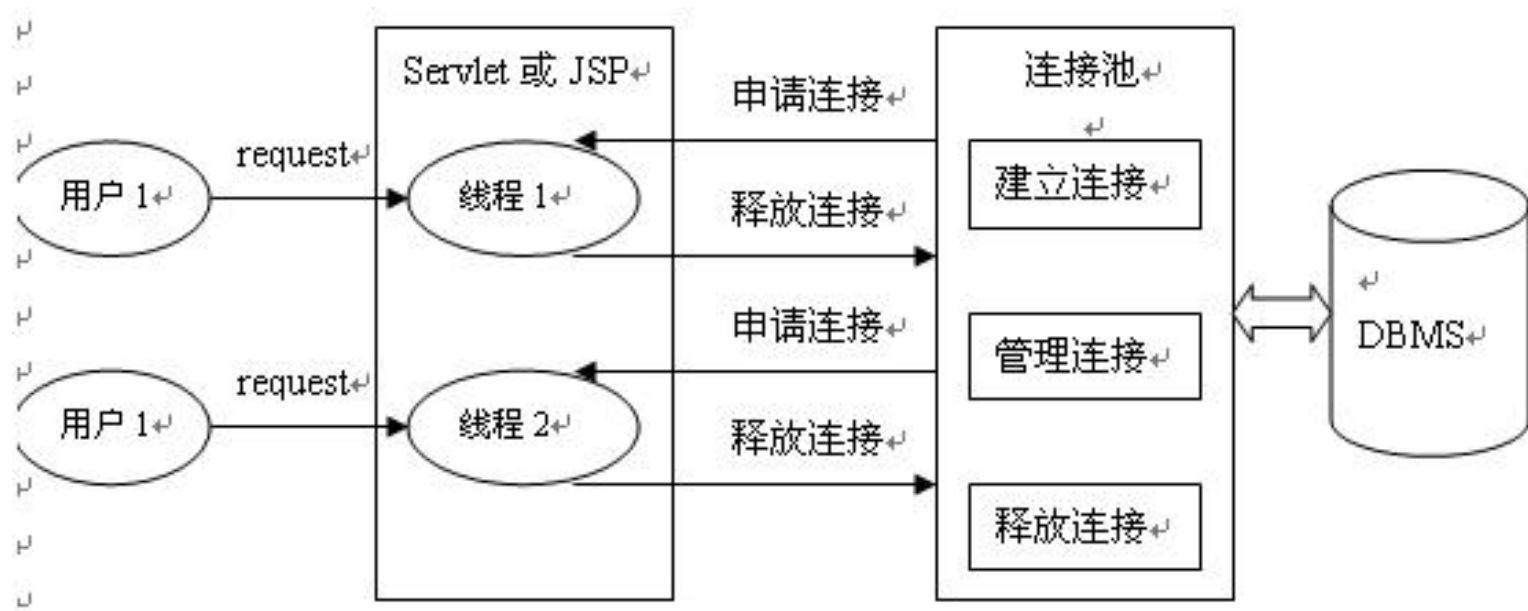 Servlet 或 JSP
连接池
申请连接
request
建立连接
用户 1
线程 1
释放连接
申请连接
DBMS
管理连接
request
用户 1
线程 2
释放连接
释放连接